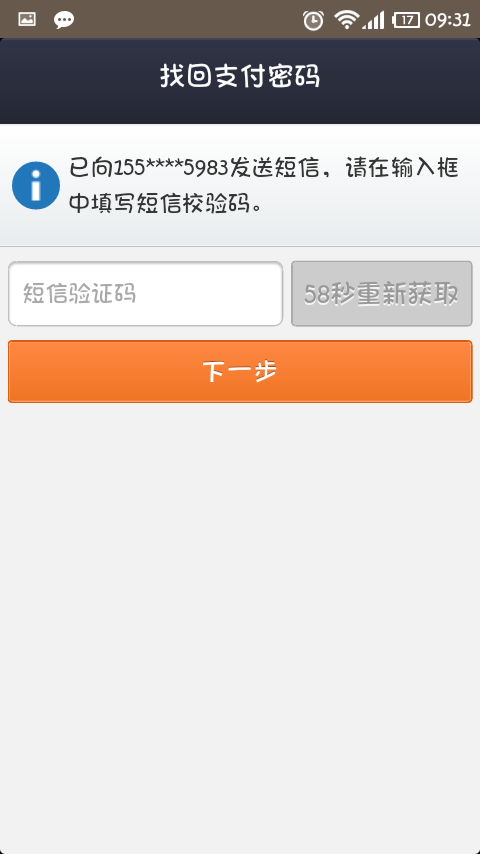 17 09:31
找回支付密码
已向155****5983发送短信，请在输入框
中填写短信校验码。
短信验证码 58秒重新获取
下一步